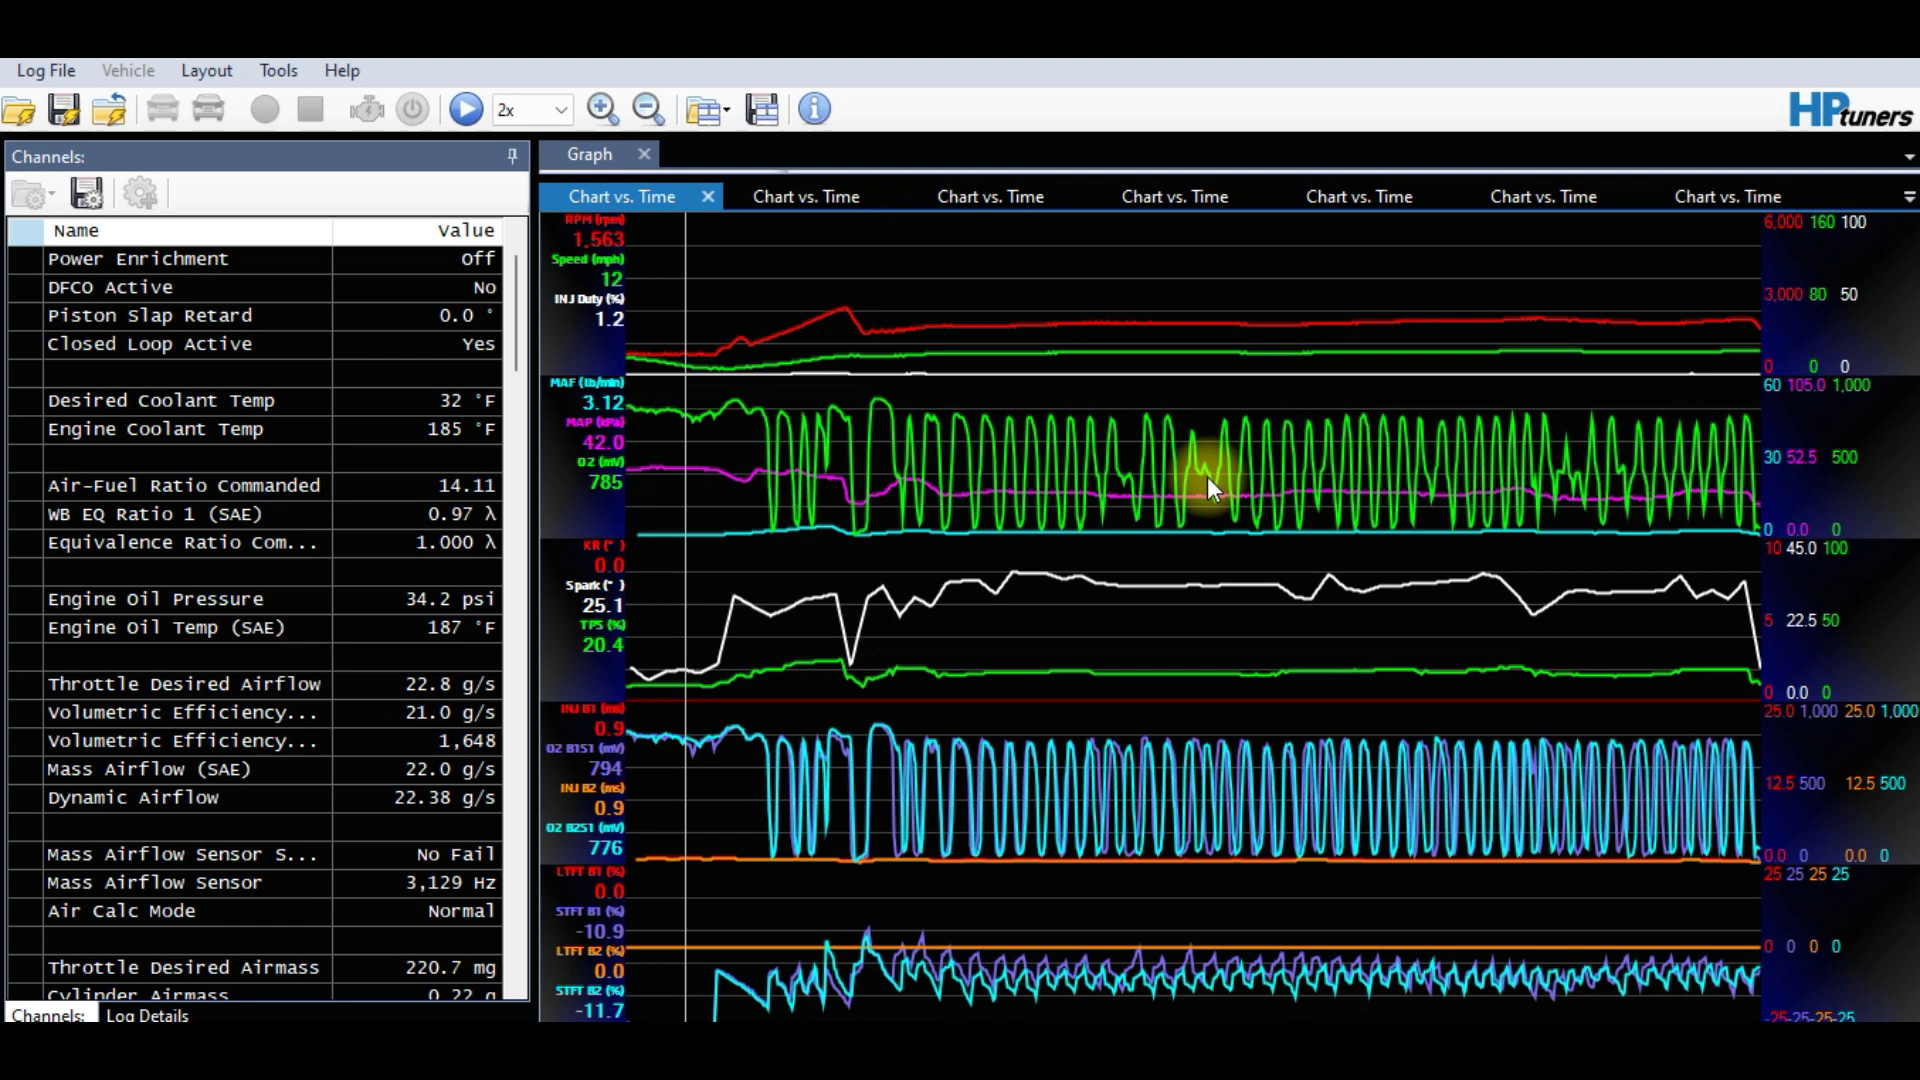 Log File Vehicle Layout Tools Help
2x
HPtuners
Channels:
Graph
Chart vs. Time Chart vs. Time Chart vs. Time Chart vs. Time Chart vs. Time Chart vs. Time Chart vs. Time
Name Value
Power Enrichment Off
DFCO Active No
Piston Slap Retard 0.0 °
Closed Loop Active Yes
Desired Coolant Temp 32 °F
Engine Coolant Temp 185 °F
Air-Fuel Ratio Commanded 14.11
WB EQ Ratio 1 (SAE) 0.97 λ
Equivalence Ratio Com... 1.000 λ
Engine Oil Pressure 34.2 psi
Engine Oil Temp (SAE) 187 °F
Throttle Desired Airflow 22.8 g/s
Volumetric Efficiency... 21.0 g/s
Volumetric Efficiency... 1,648
Mass Airflow (SAE) 22.0 g/s
Dynamic Airflow 22.38 g/s
Mass Airflow Sensor S... No Fail
Mass Airflow Sensor 3,129 Hz
Air Calc Mode Normal
Throttle Desired Airmass 220.7 mg
Cylinder Airmass 0.22 g
Channels: Log Details
RPM (rpm)
1,563
Speed (mph)
12
INJ Duty (%)
1.2
6,000 160 100
3,000 80 50
0 0 0
MAF (lb/min)
3.12
MAP (kPa)
42.0
O2 (mV)
785
60 105.0 1,000
30 52.5 500
0 0.0 0
KR (° )
0.0
Spark (° )
25.1
TPS (%)
20.4
10 45.0 100
5 22.5 50
0 0.0 0
INJ B1 (ms)
0.9
O2 B1S1 (mV)
794
INJ B2 (ms)
0.9
O2 B2S1 (mV)
776
25.0 1,000 25.0 1,000
12.5 500 12.5 500
0.0 0 0.0 0
LTFT B1 (%)
0.0
STFT B1 (%)
-10.9
LTFT B2 (%)
0.0
STFT B2 (%)
-11.7
25 25 25 25
0 0 0 0
-25 -25 -25 -25